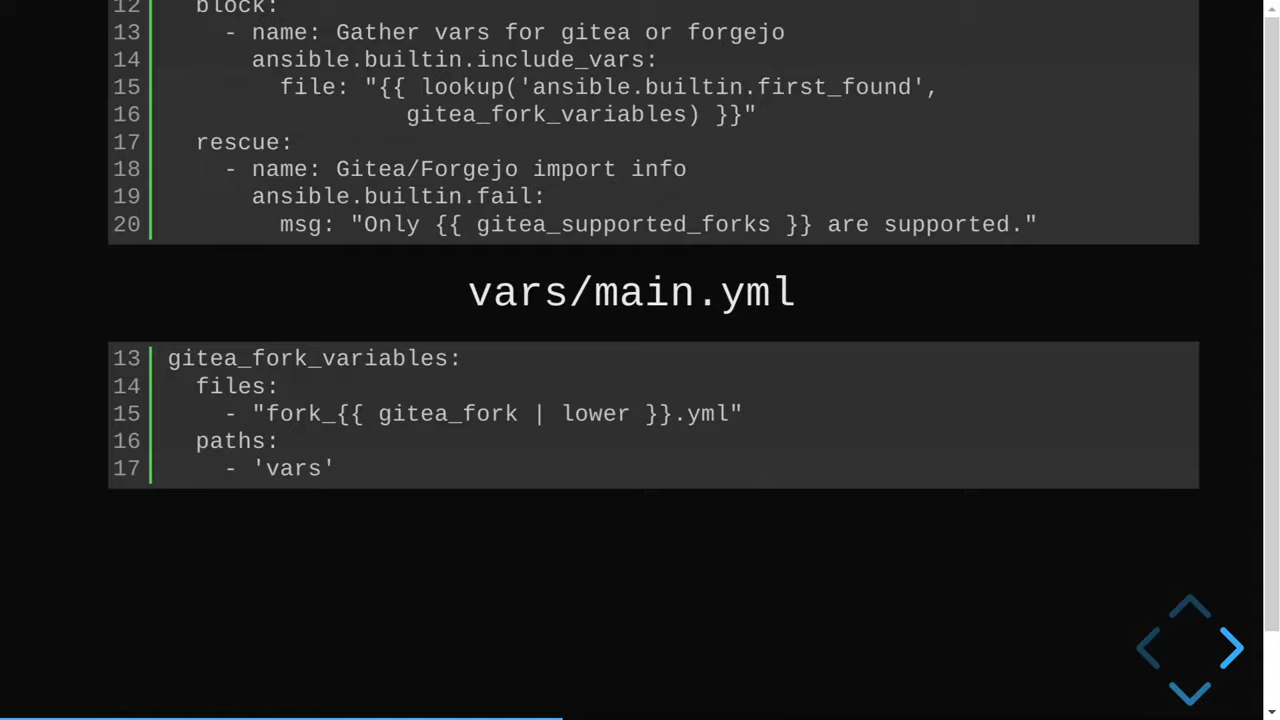 12   block:
13     - name: Gather vars for gitea or forgejo
14       ansible.builtin.include_vars:
15         file: "{{ lookup('ansible.builtin.first_found',
16                  gitea_fork_variables) }}"
17   rescue:
18     - name: Gitea/Forgejo import info
19       ansible.builtin.fail:
20         msg: "Only {{ gitea_supported_forks }} are supported."
vars/main.yml
13 gitea_fork_variables:
14   files:
15     - "fork_{{ gitea_fork | lower }}.yml"
16   paths:
17     - 'vars'